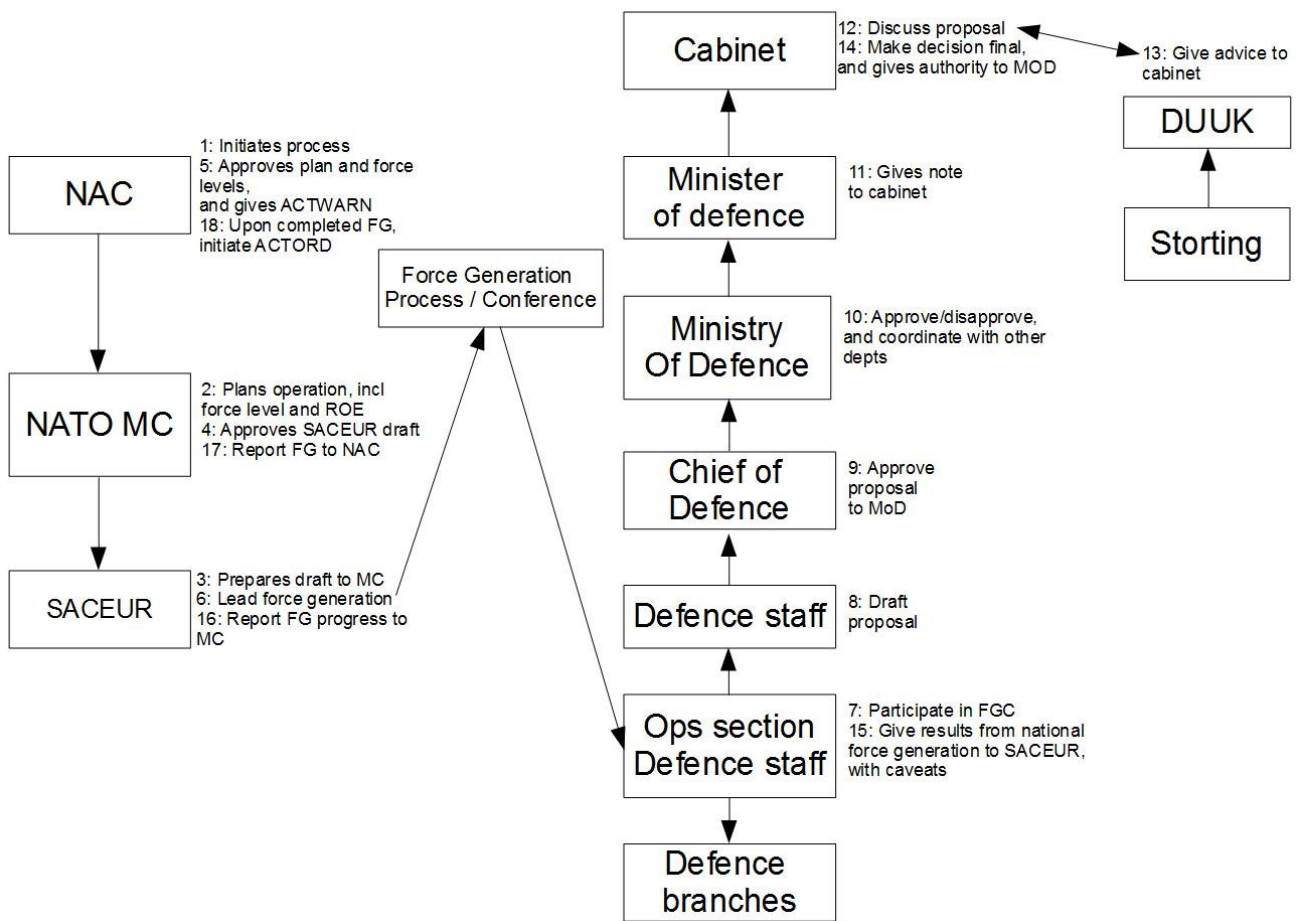 NAC
1: Initiates process
5: Approves plan and force
levels,
and gives ACTWARN
18: Upon completed FG,
initiate ACTORD
NATO MC
2: Plans operation, incl
force level and ROE
4: Approves SACEUR draft
17: Report FG to NAC
SACEUR
3: Prepares draft to MC
6: Lead force generation
16: Report FG progress to
MC
Force Generation
Process / Conference
Cabinet
12: Discuss proposal
14: Make decision final,
and gives authority to MOD
13: Give advice to
cabinet
DUUK
Storting
Minister
of defence
11: Gives note
to cabinet
Ministry
Of Defence
10: Approve/disapprove,
and coordinate with other
depts
Chief of
Defence
9: Approve
proposal
to MoD
Defence staff
8: Draft
proposal
Ops section
Defence staff
7: Participate in FGC
15: Give results from national
force generation to SACEUR,
with caveats
Defence
branches